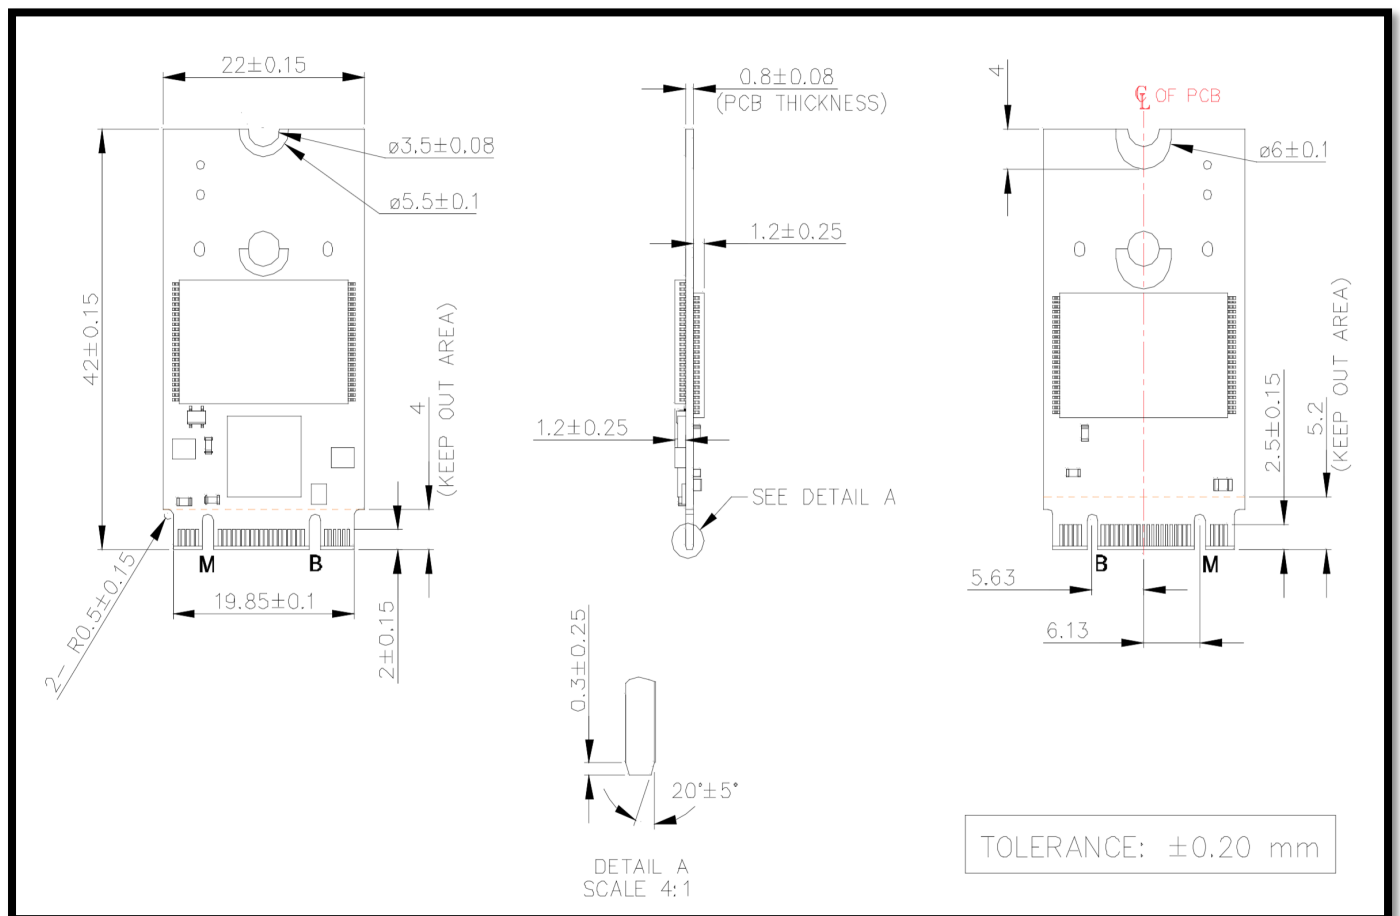 22±0.15
ø3.5±0.08
ø5.5±0.1
42±0.15
4
(KEEP OUT AREA)
M
B
19.85±0.1
2±0.15
2- R0.5±0.15
0.8±0.08
(PCB THICKNESS)
1.2±0.25
1.2±0.25
SEE DETAIL A
0.3±0.25
20°±5°
DETAIL A
SCALE 4:1
4
℄ OF PCB
ø6±0.1
2.5±0.15
5.2
(KEEP OUT AREA)
B
M
5.63
6.13
TOLERANCE: ±0.20 mm